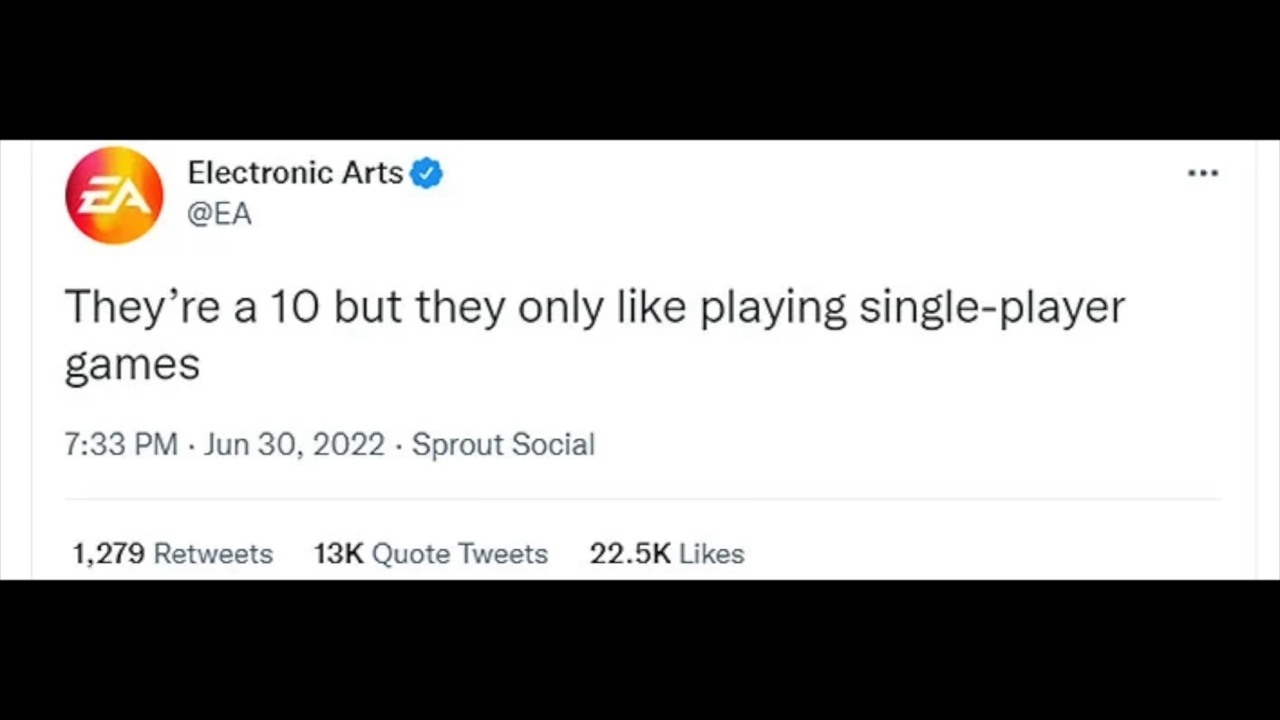 EA
Electronic Arts
@EA
They’re a 10 but they only like playing single-player
games
7:33 PM · Jun 30, 2022 · Sprout Social
1,279 Retweets 13K Quote Tweets 22.5K Likes